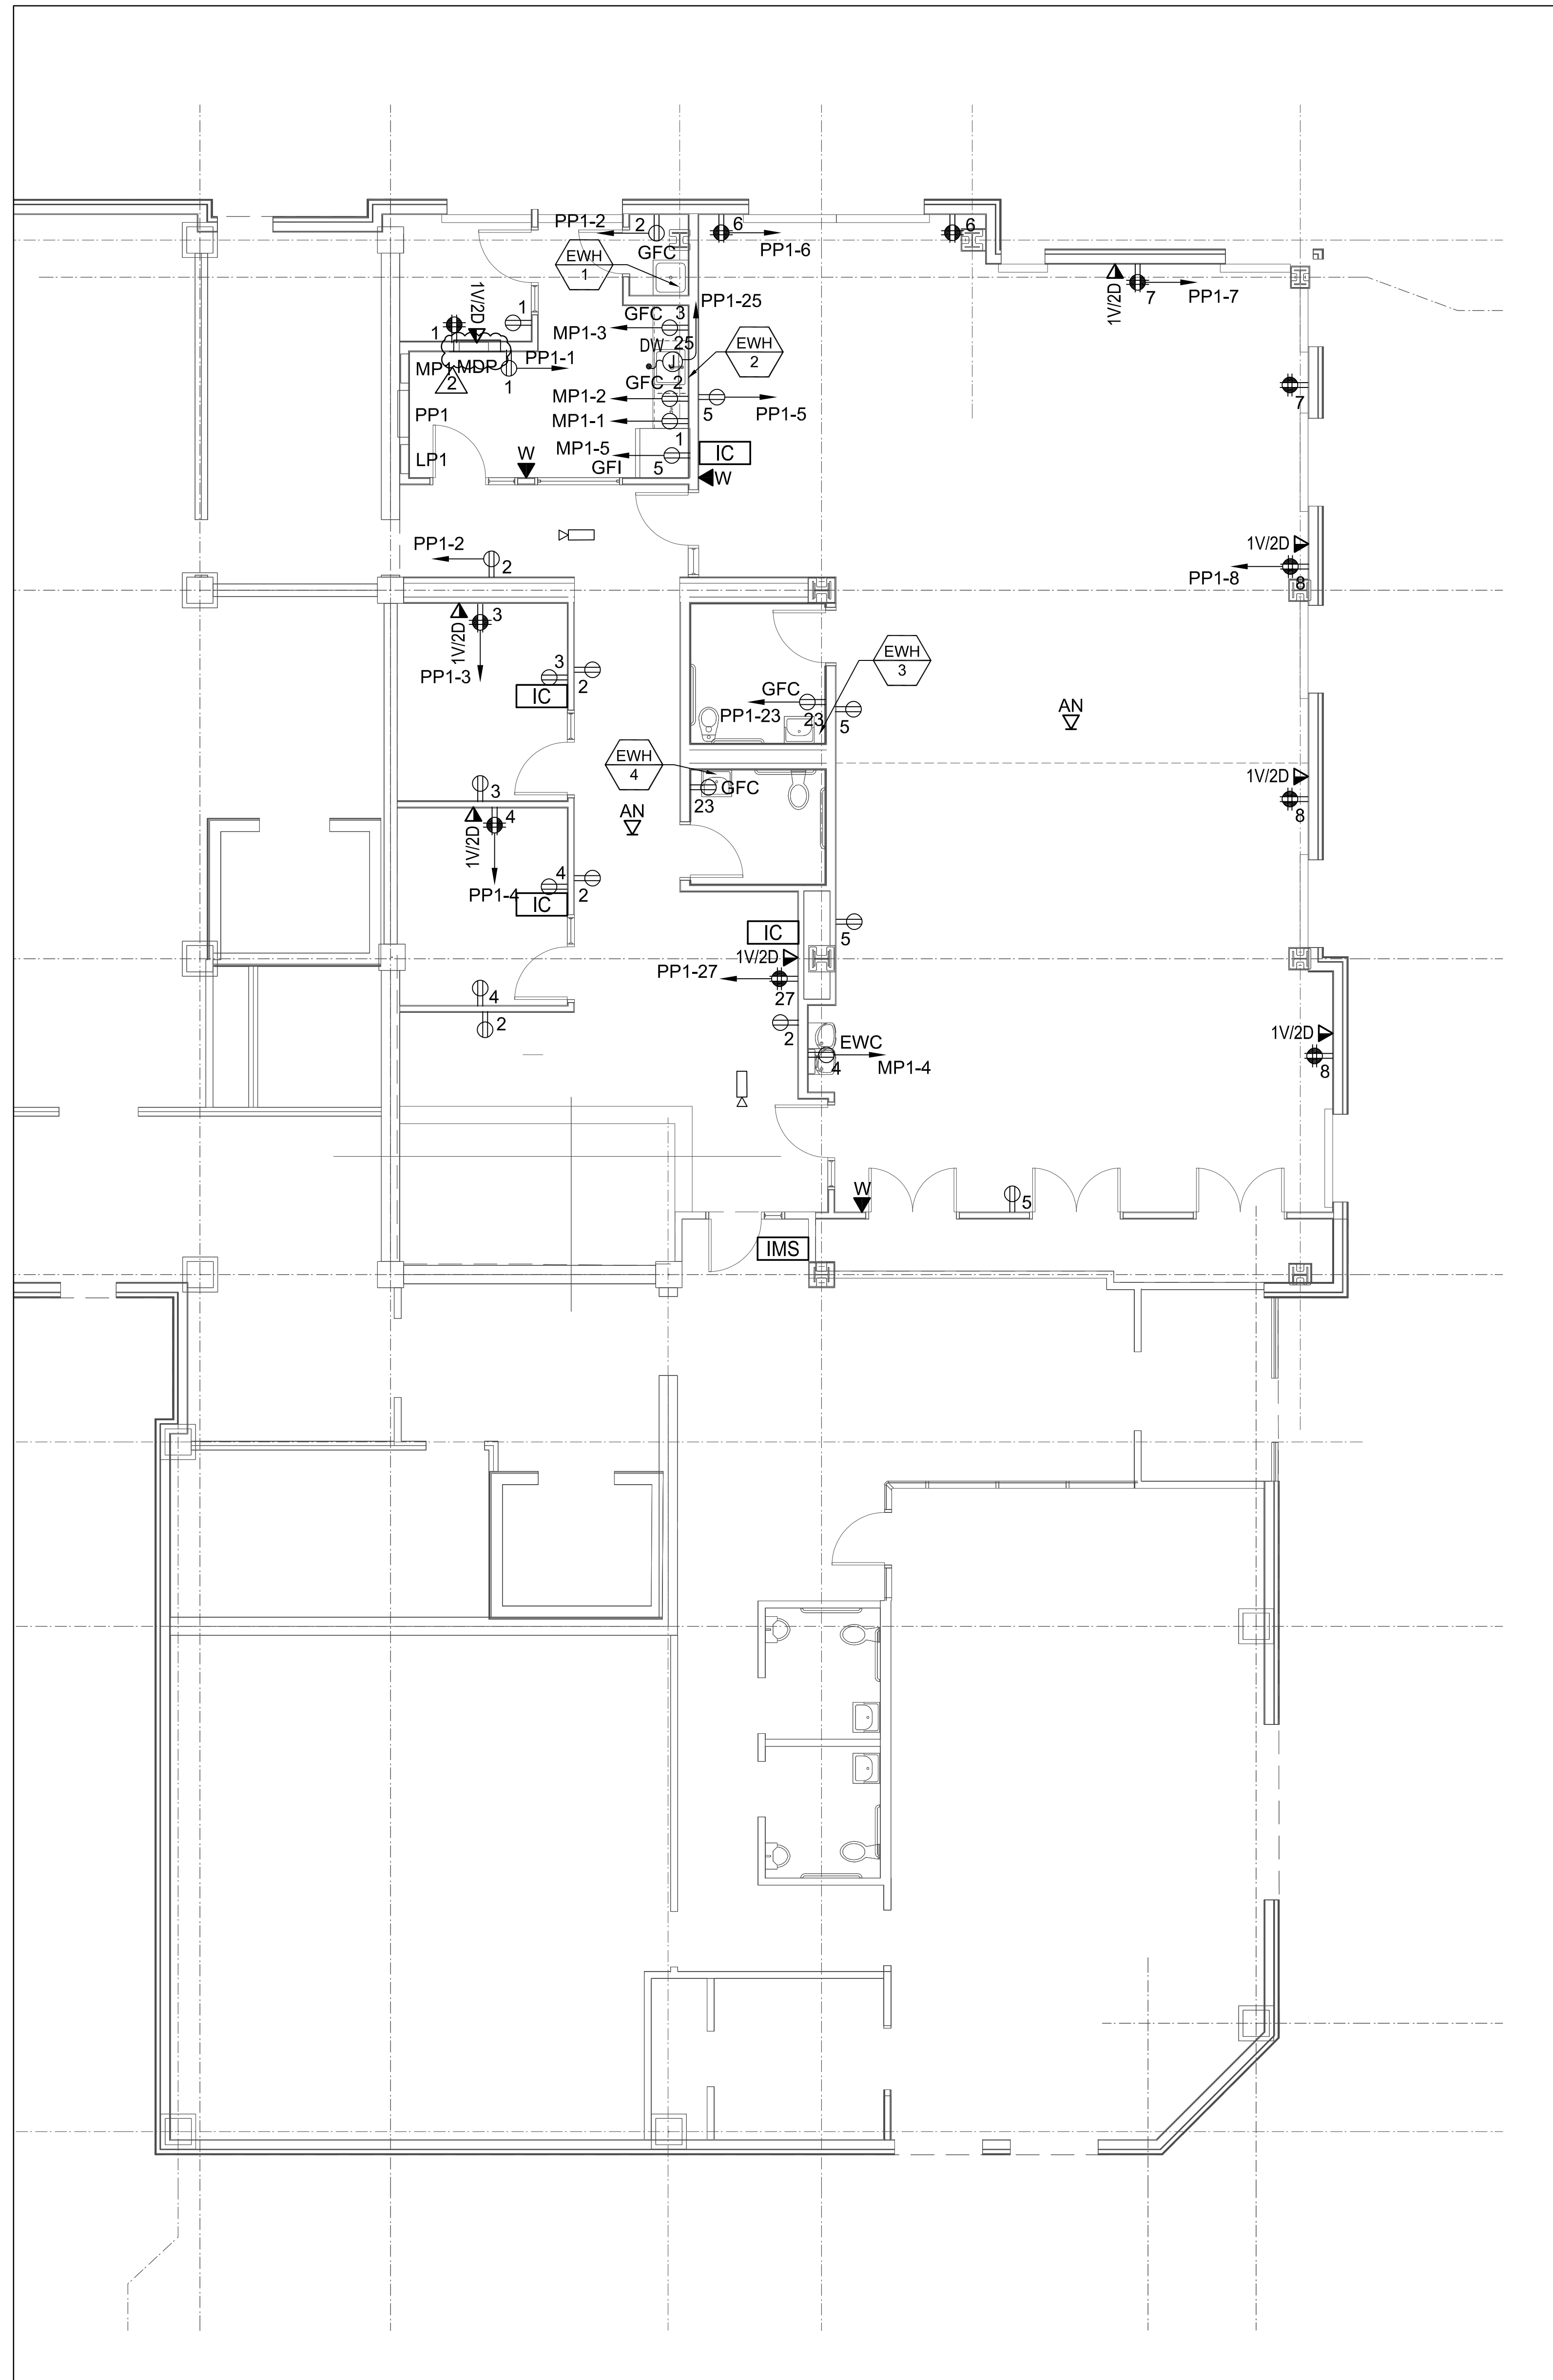 PP1-2
2
GFC
6
PP1-6
6
EWH
1
1V/2D
7
PP1-7
1V/2D
PP1-25
1
1
GFC
3
MP1-3
DW
25
EWH
2
J
MP1
MDP
PP1-1
2
1
GFC
2
MP1-2
PP1
MP1-1
5
PP1-5
7
LP1
W
MP1-5
1
GFI
5
IC
W
PP1-2
2
1V/2D
PP1-8
8
1V/2D
3
PP1-3
3
2
IC
GFC
PP1-23
23
EWH
3
5
AN
EWH
4
GFC
23
3
1V/2D
8
1V/2D
4
AN
PP1-4
4
2
IC
IC
5
1V/2D
PP1-27
27
4
2
2
EWC
4
MP1-4
1V/2D
8
W
5
IMS